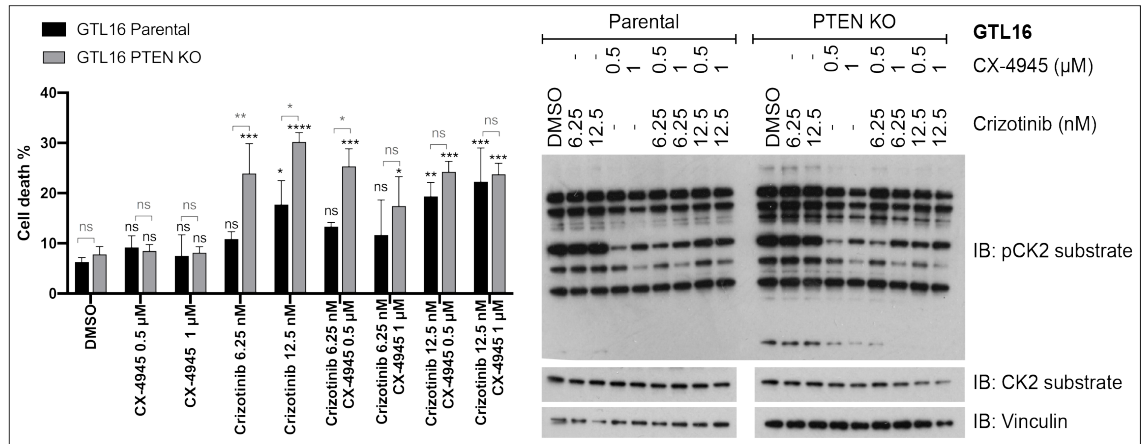 GTL16 Parental
GTL16 PTEN KO
Cell death %
40
30
20
10
0
ns
ns ns ns
ns ns ns
ns ** ***
* * ****
ns * ***
ns ns *
** ns ***
*** ns ***
DMSO
CX-4945 0.5 µM
CX-4945 1 µM
Crizotinib 6.25 nM
Crizotinib 12.5 nM
Crizotinib 6.25 nM
CX-4945 0.5 µM
Crizotinib 6.25 nM
CX-4945 1 µM
Crizotinib 12.5 nM
CX-4945 0.5 µM
Crizotinib 12.5 nM
CX-4945 1 µM
Parental PTEN KO GTL16
- - 0.5 1 0.5 1 0.5 1 - - 0.5 1 0.5 1 0.5 1 CX-4945 (µM)
DMSO 6.25 12.5 - - 6.25 6.25 12.5 12.5 DMSO 6.25 12.5 - - 6.25 6.25 12.5 12.5 Crizotinib (nM)
IB: pCK2 substrate
IB: CK2 substrate
IB: Vinculin